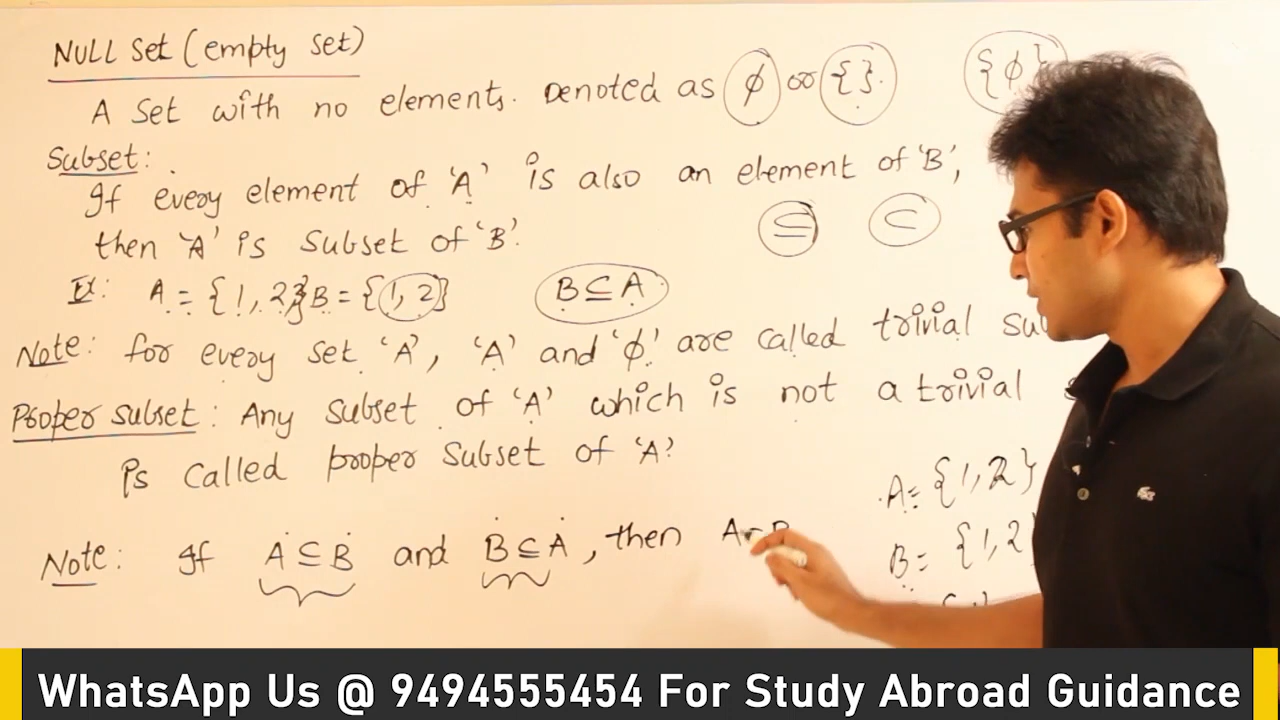 NULL set (empty set)
A set with no elements. Denoted as ϕ or { }. {ϕ}
Subset:
If every element of 'A' is also an element of 'B',
then 'A' is subset of 'B'. ⊆ ⊂
Ex: A = {1, 2} B = {1, 2} B ⊆ A
Note: for every set 'A', 'A' and 'ϕ' are called trivial
Proper subset: Any subset of 'A' which is not a trivial
is called proper subset of 'A'.
A = {1, 2}
Note: If A ⊆ B and B ⊆ A, then
B = {1, 2}
WhatsApp Us @ 9494555454 For Study Abroad Guidance